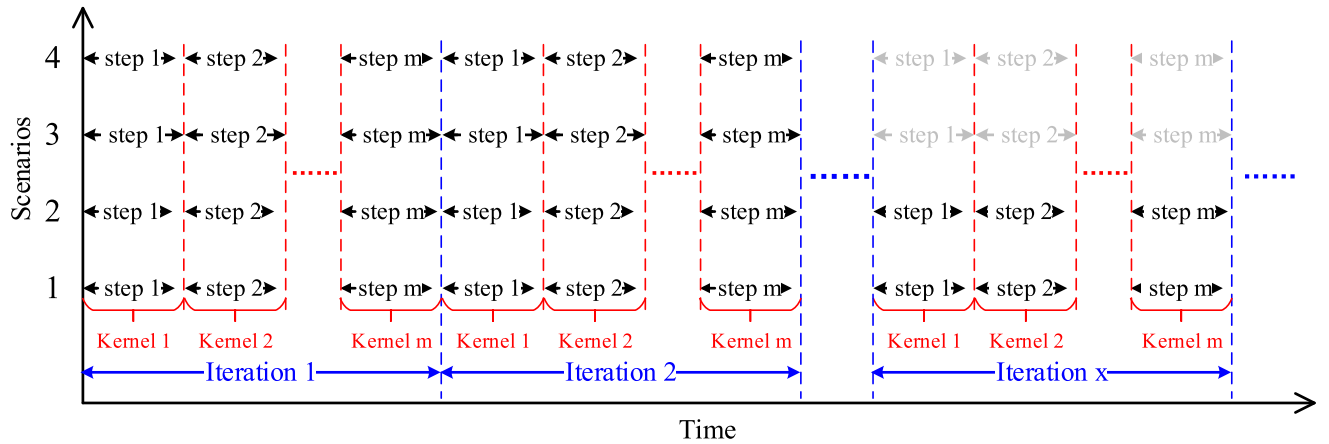 4 step 1 step 2 step m step 1 step 2 step m step 1 step 2 step m
3 step 1 step 2 step m step 1 step 2 step m step 1 step 2 step m
2 step 1 step 2 step m step 1 step 2 step m step 1 step 2 step m
1 step 1 step 2 step m step 1 step 2 step m step 1 step 2 step m
Scenarios
Kernel 1 Kernel 2 Kernel m Kernel 1 Kernel 2 Kernel m Kernel 1 Kernel 2 Kernel m
Iteration 1 Iteration 2 Iteration x
Time